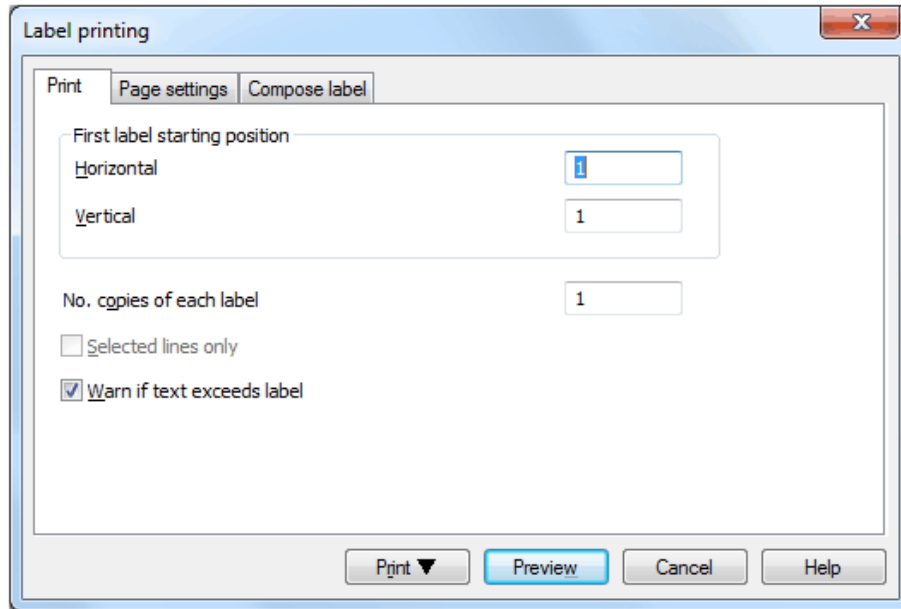 Label printing
Print Page settings Compose label
First label starting position
Horizontal 1
Vertical 1
No. copies of each label 1
Selected lines only
Warn if text exceeds label
Print ▼ Preview Cancel Help